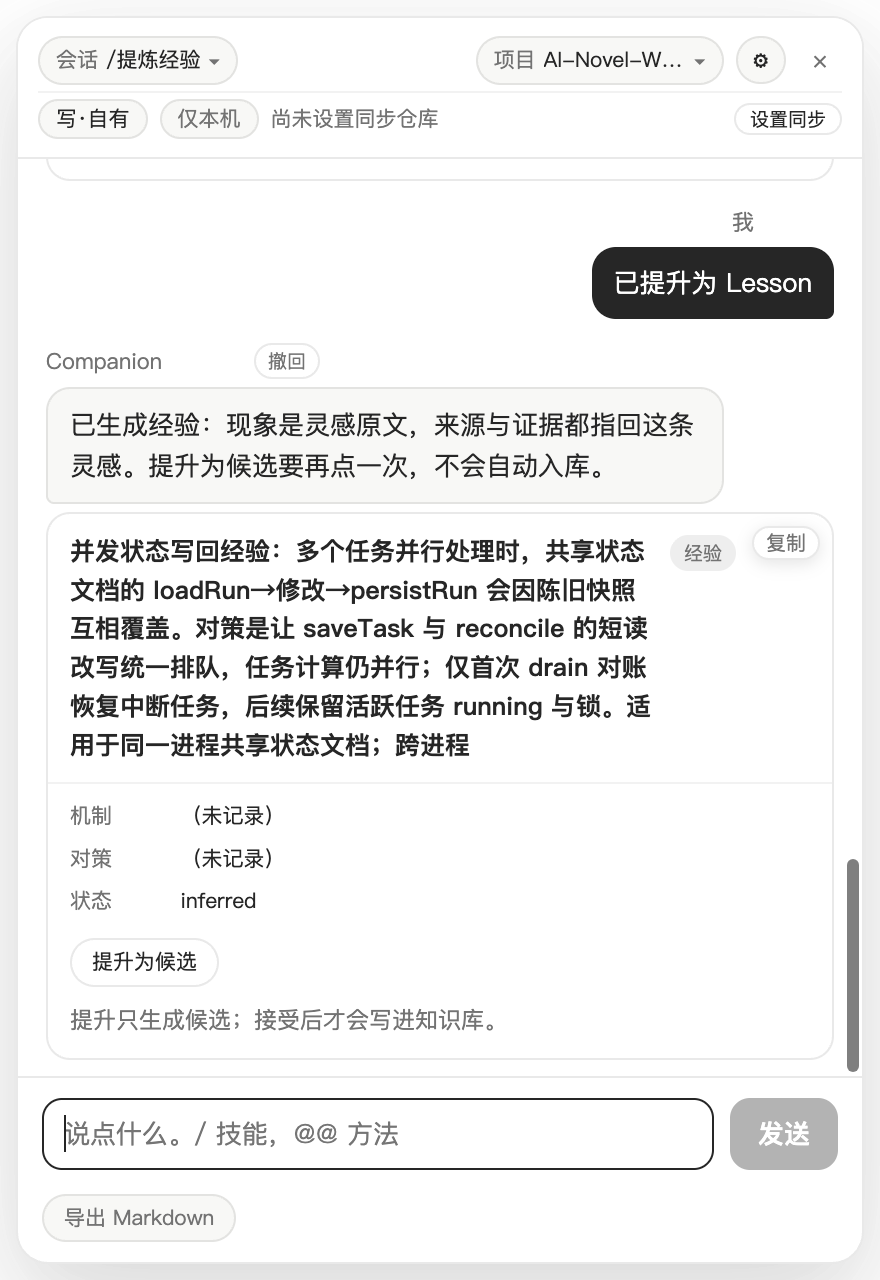 会话 /提炼经验
项目 AI-Novel-W...
写·自有
仅本机
尚未设置同步仓库
设置同步
我
已提升为 Lesson
Companion
撤回
已生成经验：现象是灵感原文，来源与证据都指回这条
灵感。提升为候选要再点一次，不会自动入库。
并发状态写回经验：多个任务并行处理时，共享状态
文档的 loadRun→修改→persistRun 会因陈旧快照
互相覆盖。对策是让 saveTask 与 reconcile 的短读
改写统一排队，任务计算仍并行；仅首次 drain 对账
恢复中断任务，后续保留活跃任务 running 与锁。适
用于同一进程共享状态文档；跨进程
经验
复制
机制 （未记录）
对策 （未记录）
状态 inferred
提升为候选
提升只生成候选；接受后才会写进知识库。
说点什么。/ 技能，@@ 方法
发送
导出 Markdown